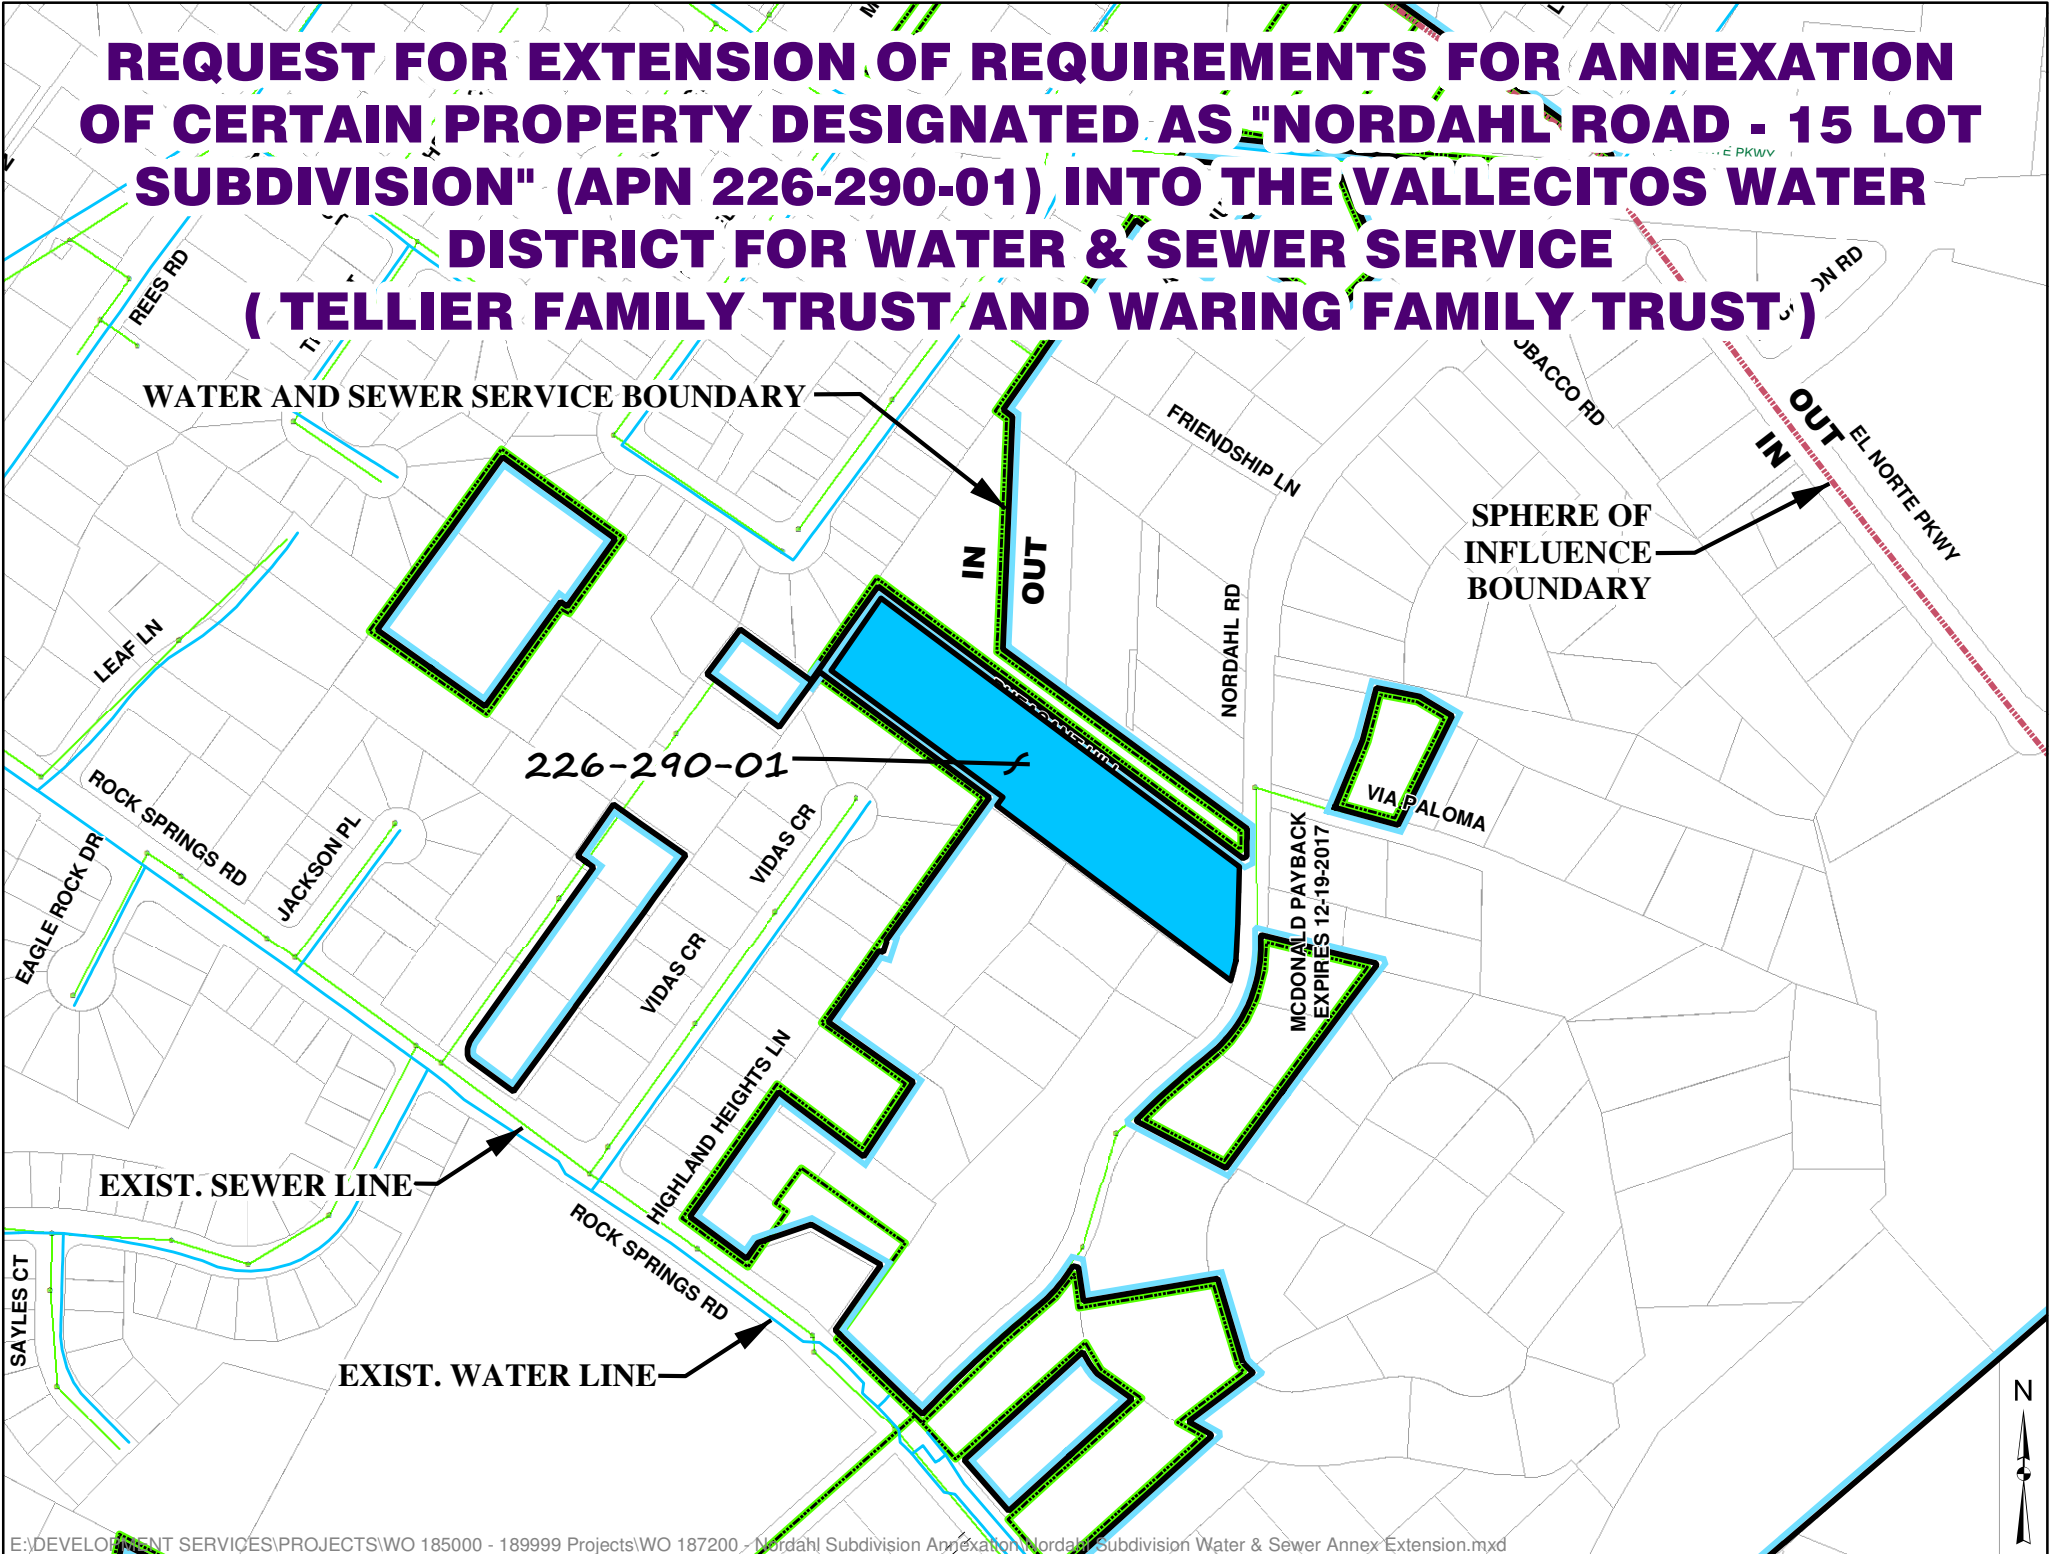 REQUEST FOR EXTENSION OF REQUIREMENTS FOR ANNEXATION
OF CERTAIN PROPERTY DESIGNATED AS "NORDAHL ROAD - 15 LOT
SUBDIVISION" (APN 226-290-01) INTO THE VALLECITOS WATER
DISTRICT FOR WATER & SEWER SERVICE
( TELLIER FAMILY TRUST AND WARING FAMILY TRUST )
E PKWY
REES RD
WATER AND SEWER SERVICE BOUNDARY
FRIENDSHIP LN
OBACCO RD
ON RD
OUT
IN
EL NORTE PKWY
SPHERE OF
INFLUENCE
BOUNDARY
IN
OUT
NORDAHL RD
LEAF LN
226-290-01
VIA PALOMA
ROCK SPRINGS RD
JACKSON PL
EAGLE ROCK DR
VIDAS CR
VIDAS CR
MCDONALD PAYBACK
EXPIRES 12-19-2017
HIGHLAND HEIGHTS LN
EXIST. SEWER LINE
ROCK SPRINGS RD
SAYLES CT
EXIST. WATER LINE
N
E:\DEVELOPMENT SERVICES\PROJECTS\WO 185000 - 189999 Projects\WO 187200 - Nordahl Subdivision Annexation\Nordahl Subdivision Water & Sewer Annex Extension.mxd